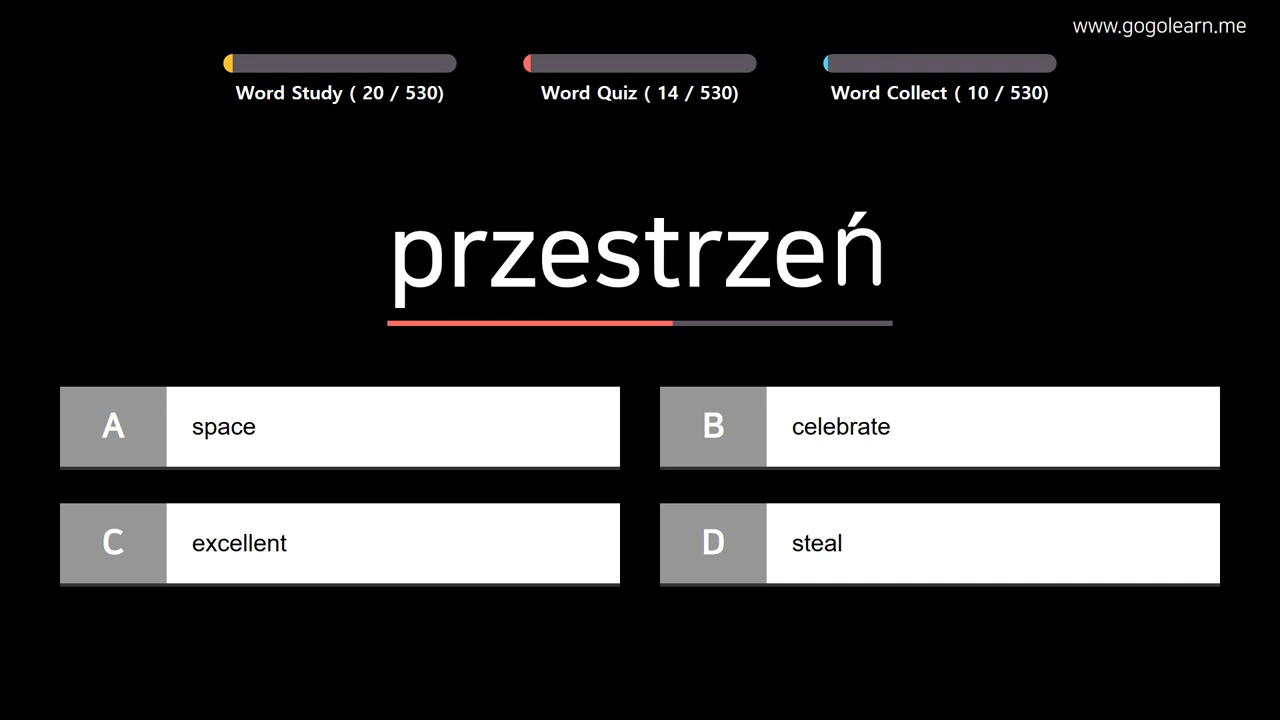 www.gogolearn.me
Word Study ( 20 / 530)
Word Quiz ( 14 / 530)
Word Collect ( 10 / 530)
przestrzeń
A space
B celebrate
C excellent
D steal